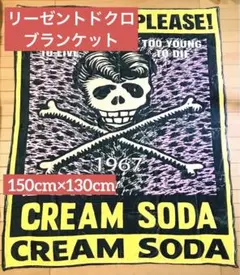 リーゼントドクロ
ブランケット
PLEASE!
TO LIVE
TOO YOUNG
TO DIE
1967
150cm×130cm
CREAM SODA
CREAM SODA